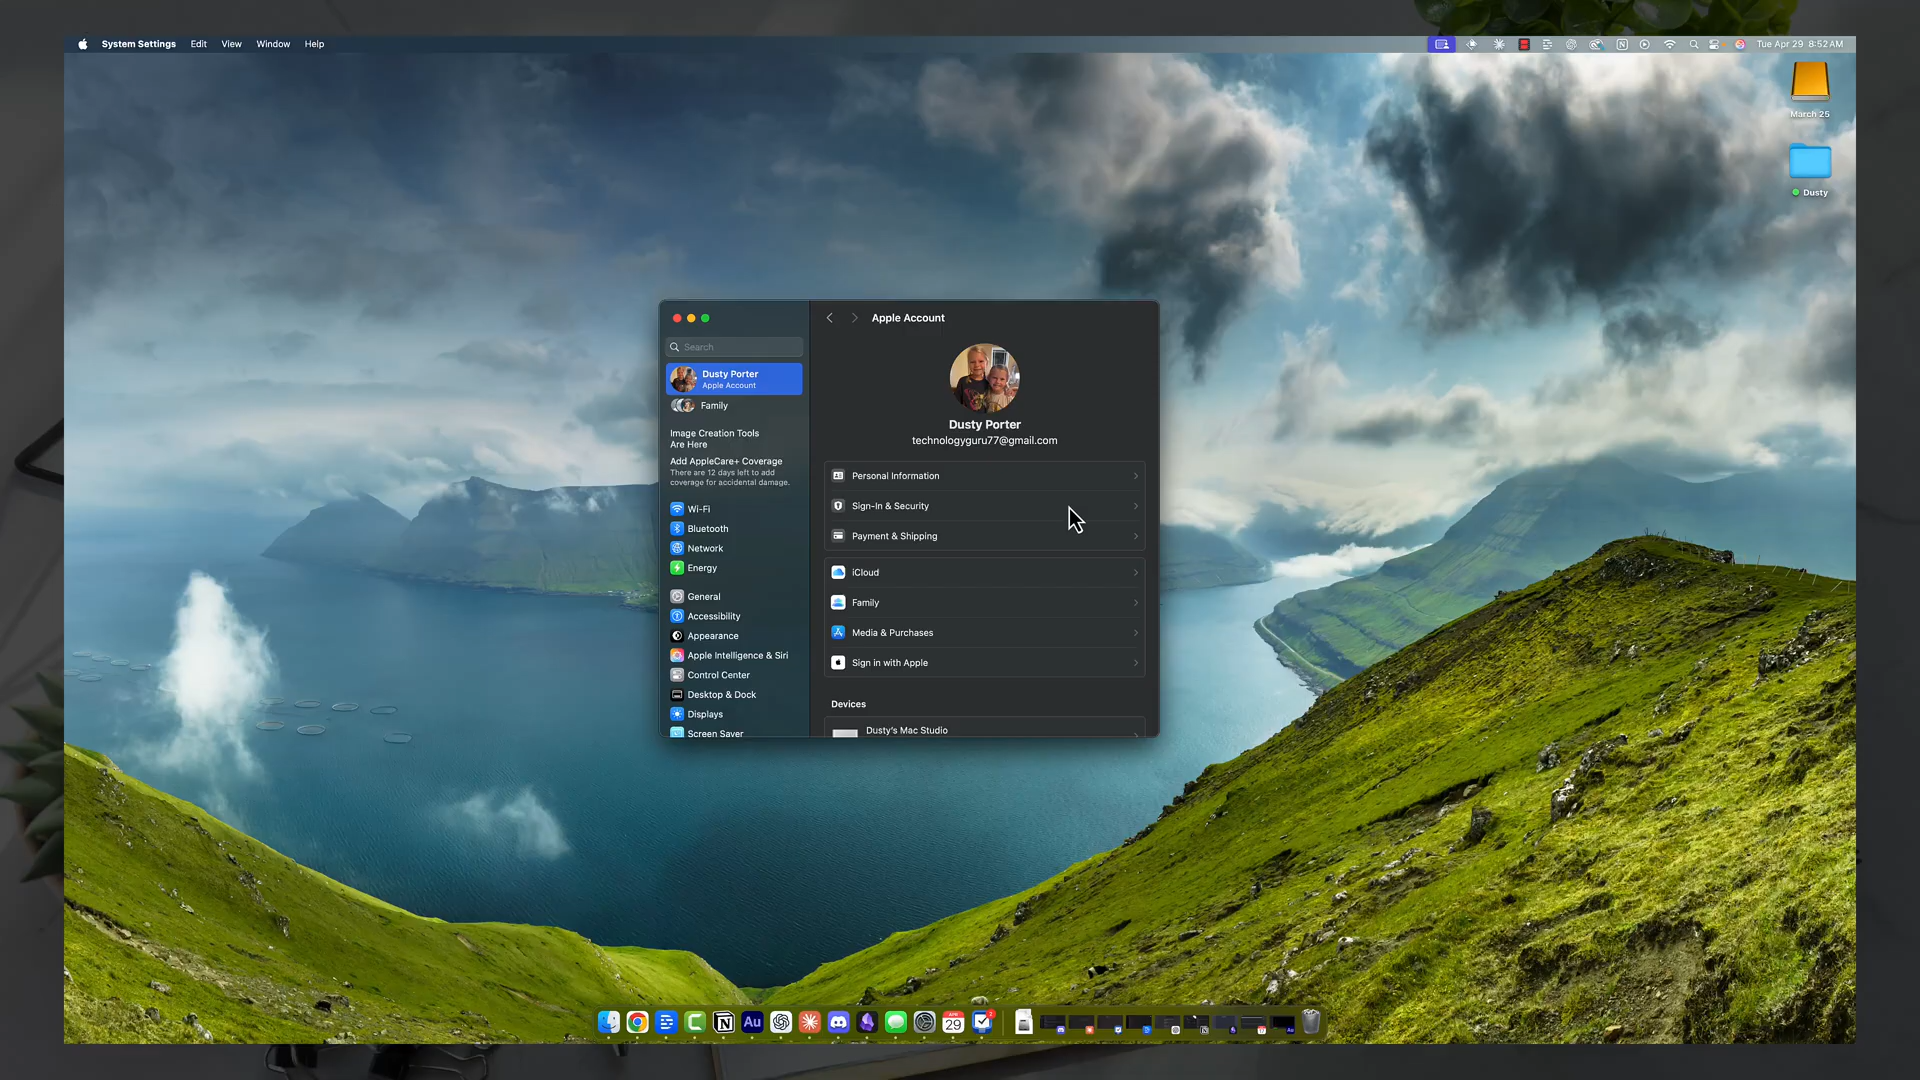 System Settings Edit View Window Help
Tue Apr 29 8:52 AM
March 25
Dusty
Apple Account
Search
Dusty Porter
Apple Account
Family
Image Creation Tools
Are Here
Add AppleCare+ Coverage
There are 12 days left to add
coverage for accidental damage.
Wi-Fi
Bluetooth
Network
Energy
General
Accessibility
Appearance
Apple Intelligence & Siri
Control Center
Desktop & Dock
Displays
Screen Saver
Dusty Porter
technologyguru77@gmail.com
Personal Information
Sign-In & Security
Payment & Shipping
iCloud
Family
Media & Purchases
Sign in with Apple
Devices
Dusty's Mac Studio
Au
APR
29